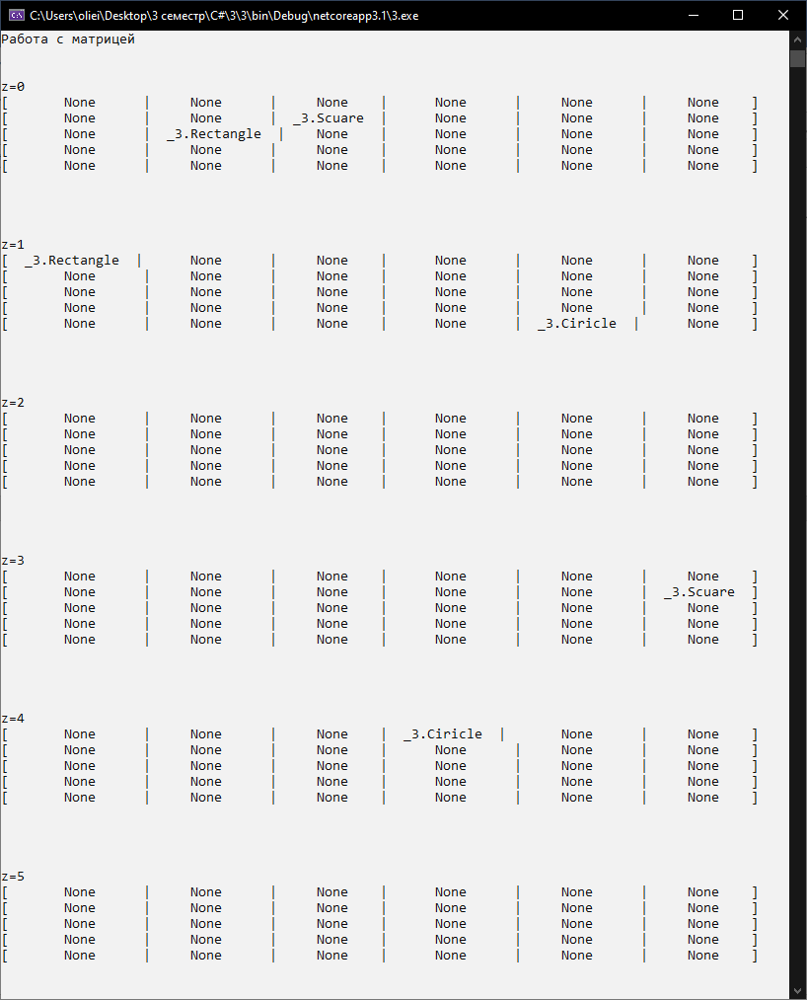 C:\Users\oliei\Desktop\3 семестр\C#\3\3\bin\Debug\netcoreapp3.1\3.exe
Работа с матрицей
z=0
[ None | None | None | None | None | None ]
[ None | None | _3.Scuare | None | None | None ]
[ None | _3.Rectangle | None | None | None | None ]
[ None | None | None | None | None | None ]
[ None | None | None | None | None | None ]
z=1
[ _3.Rectangle | None | None | None | None | None ]
[ None | None | None | None | None | None ]
[ None | None | None | None | None | None ]
[ None | None | None | None | None | None ]
[ None | None | None | None | _3.Ciricle | None ]
z=2
[ None | None | None | None | None | None ]
[ None | None | None | None | None | None ]
[ None | None | None | None | None | None ]
[ None | None | None | None | None | None ]
[ None | None | None | None | None | None ]
z=3
[ None | None | None | None | None | None ]
[ None | None | None | None | None | _3.Scuare ]
[ None | None | None | None | None | None ]
[ None | None | None | None | None | None ]
[ None | None | None | None | None | None ]
z=4
[ None | None | None | _3.Ciricle | None | None ]
[ None | None | None | None | None | None ]
[ None | None | None | None | None | None ]
[ None | None | None | None | None | None ]
[ None | None | None | None | None | None ]
z=5
[ None | None | None | None | None | None ]
[ None | None | None | None | None | None ]
[ None | None | None | None | None | None ]
[ None | None | None | None | None | None ]
[ None | None | None | None | None | None ]